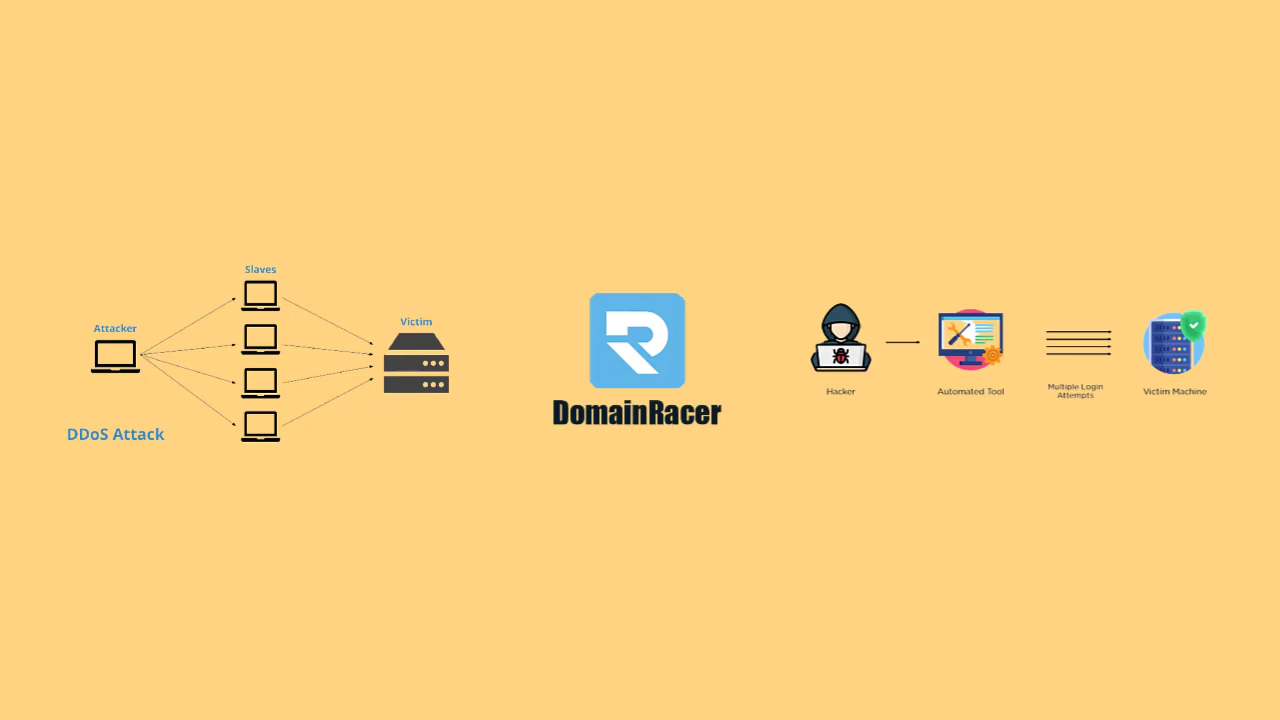 Slaves
Attacker
Victim
DDoS Attack
DomainRacer
Hacker
Automated Tool
Multiple Login
Attempts
Victim Machine